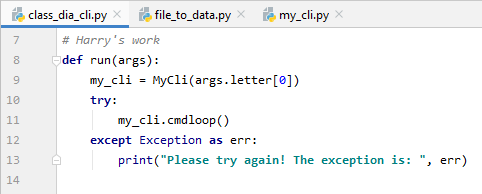 class_dia_cli.py × file_to_data.py × my_cli.py ×
7 # Harry's work
8 def run(args):
9 my_cli = MyCli(args.letter[0])
10 try:
11 my_cli.cmdloop()
12 except Exception as err:
13 print("Please try again! The exception is: ", err)
14